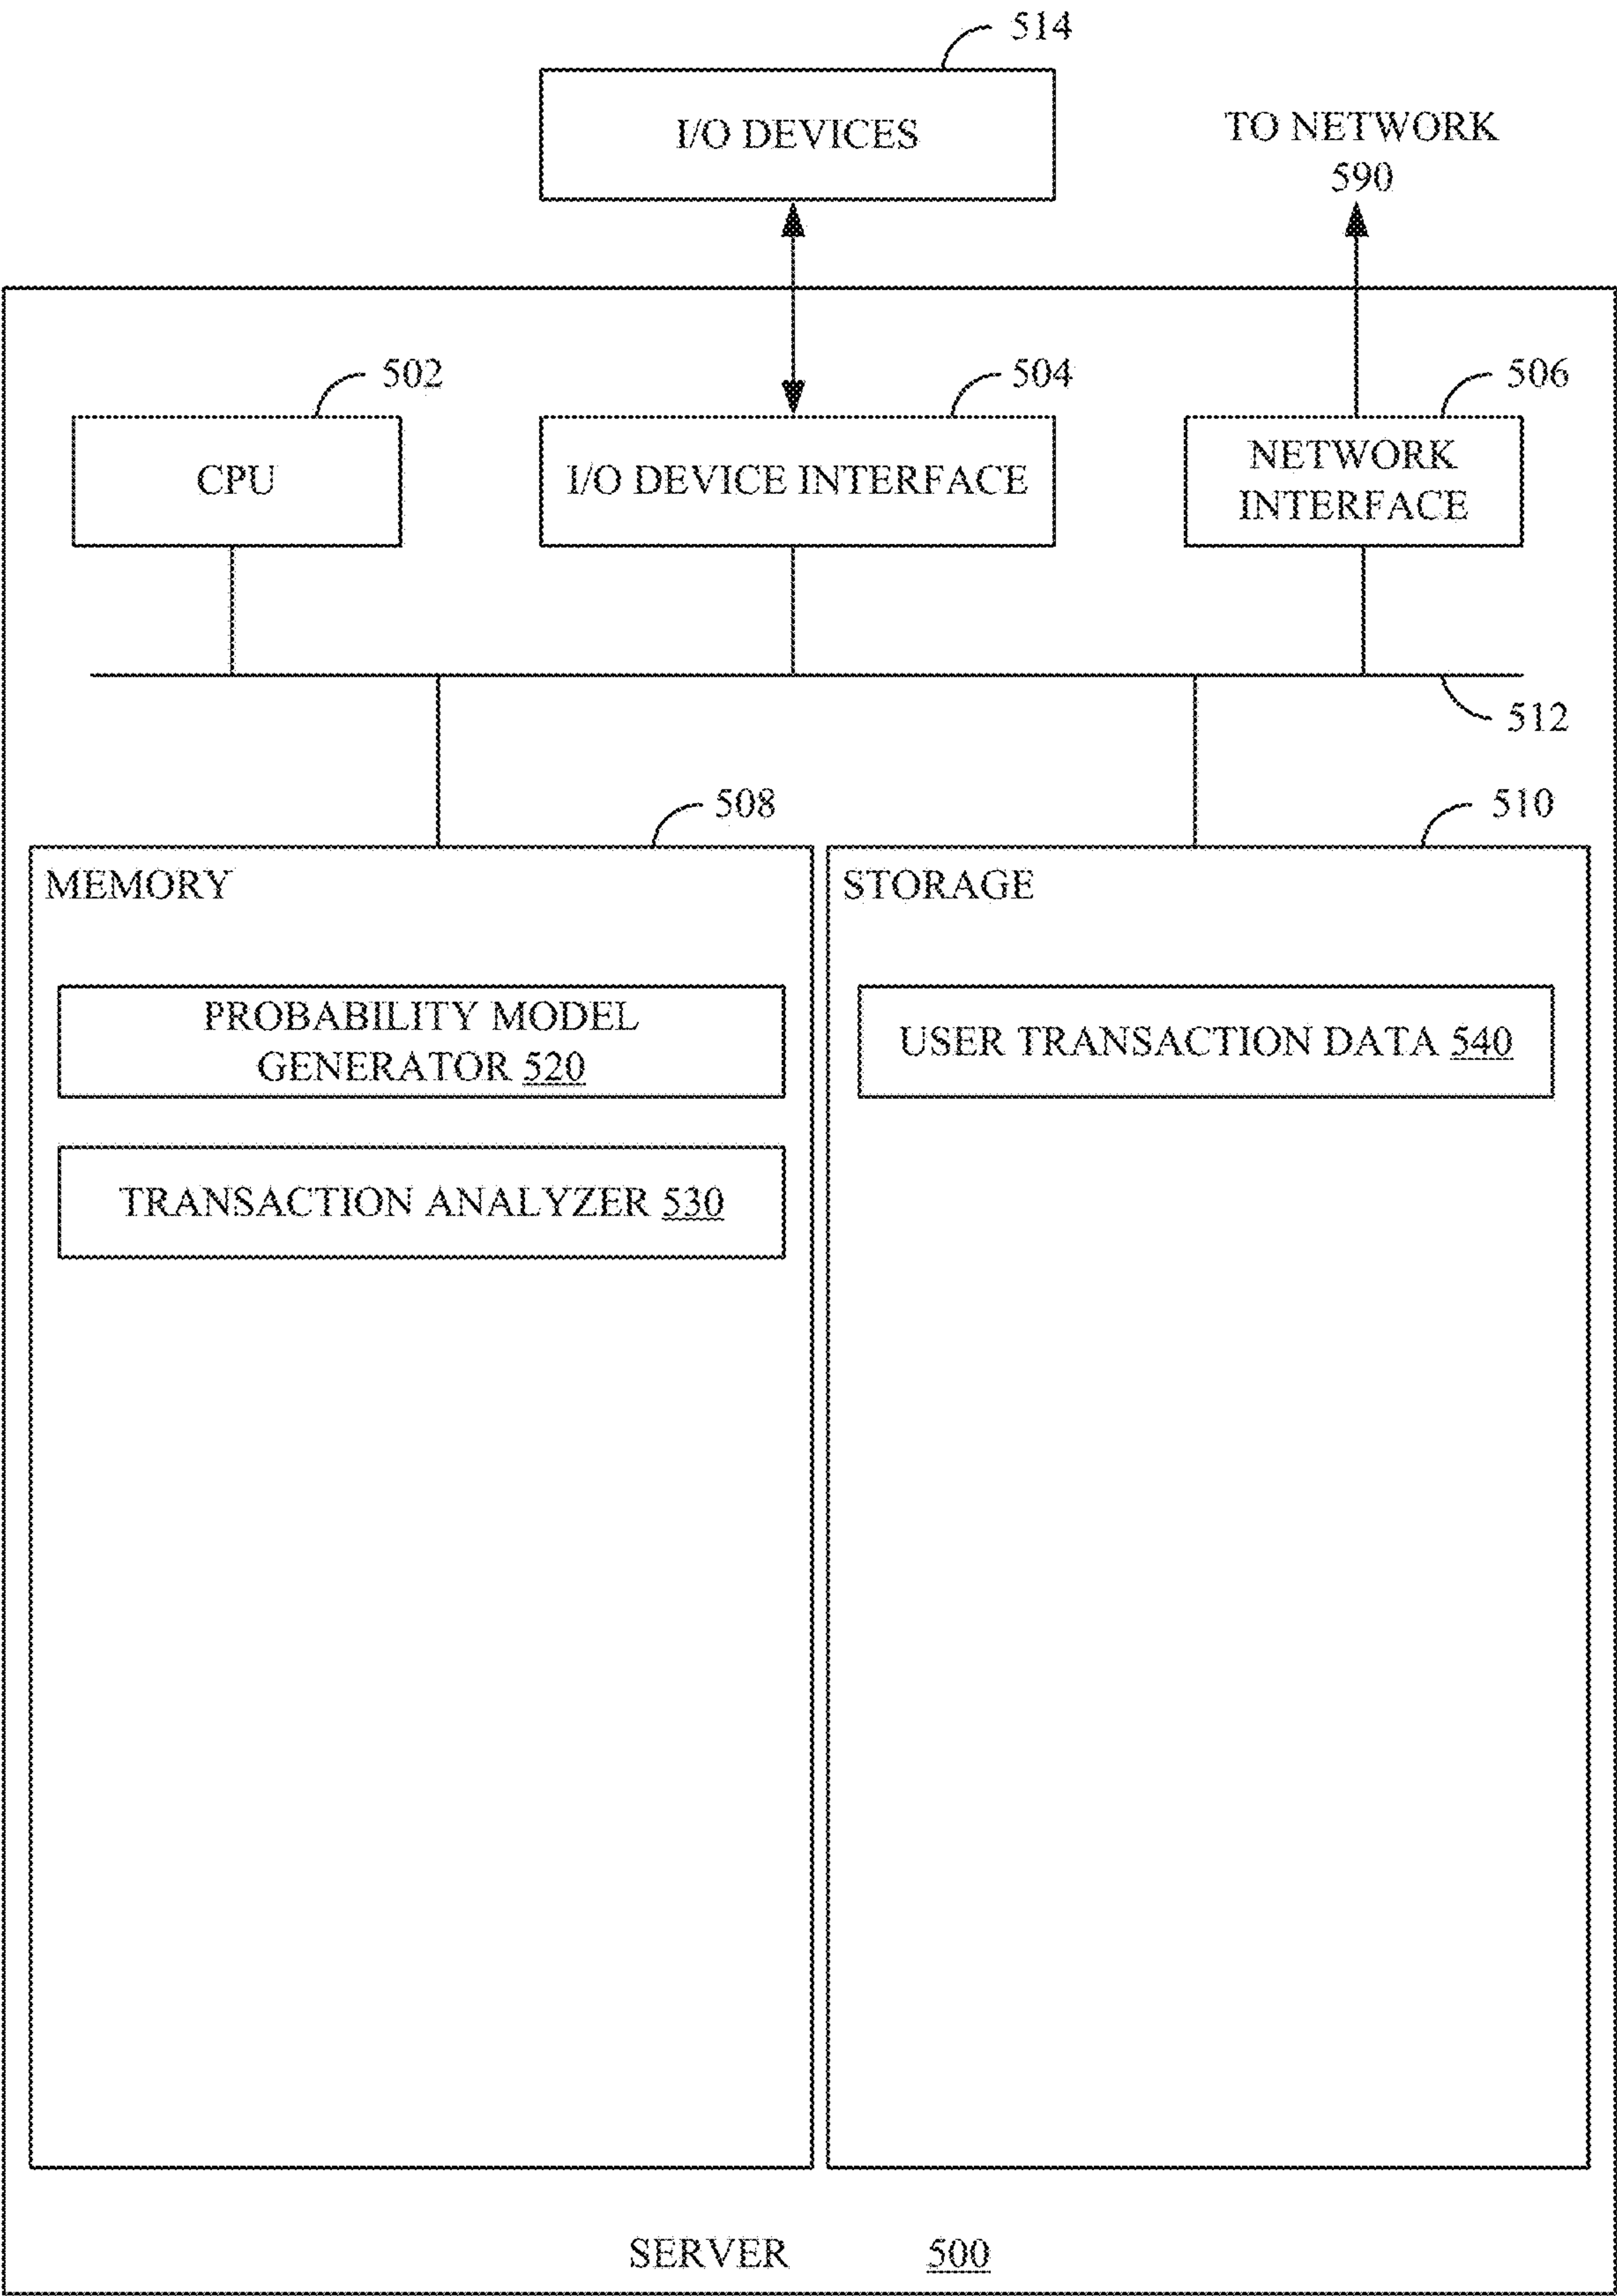 514
I/O DEVICES
TO NETWORK
590
502
504
506
CPU
I/O DEVICE INTERFACE
NETWORK
INTERFACE
512
508
510
MEMORY
STORAGE
PROBABILITY MODEL
GENERATOR 520
USER TRANSACTION DATA 540
TRANSACTION ANALYZER 530
SERVER 500